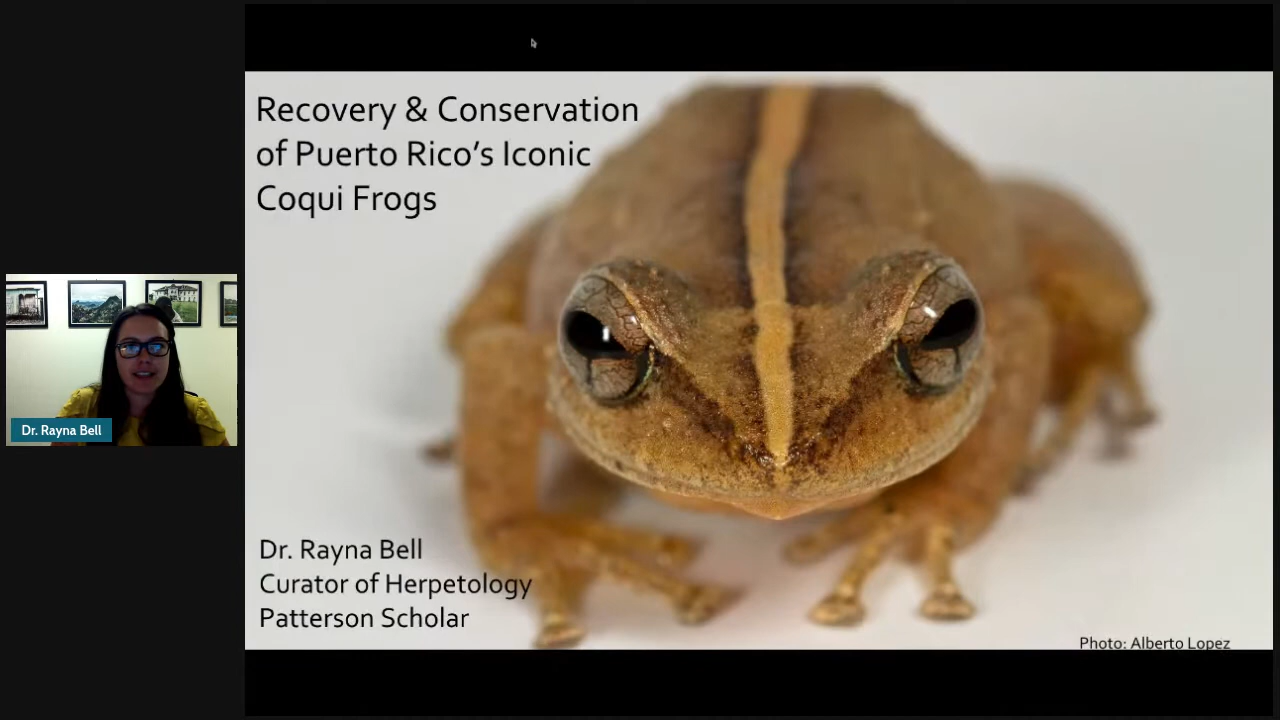 Recovery & Conservation
of Puerto Rico's Iconic
Coqui Frogs
Dr. Rayna Bell
Dr. Rayna Bell
Curator of Herpetology
Patterson Scholar
Photo: Alberto Lopez